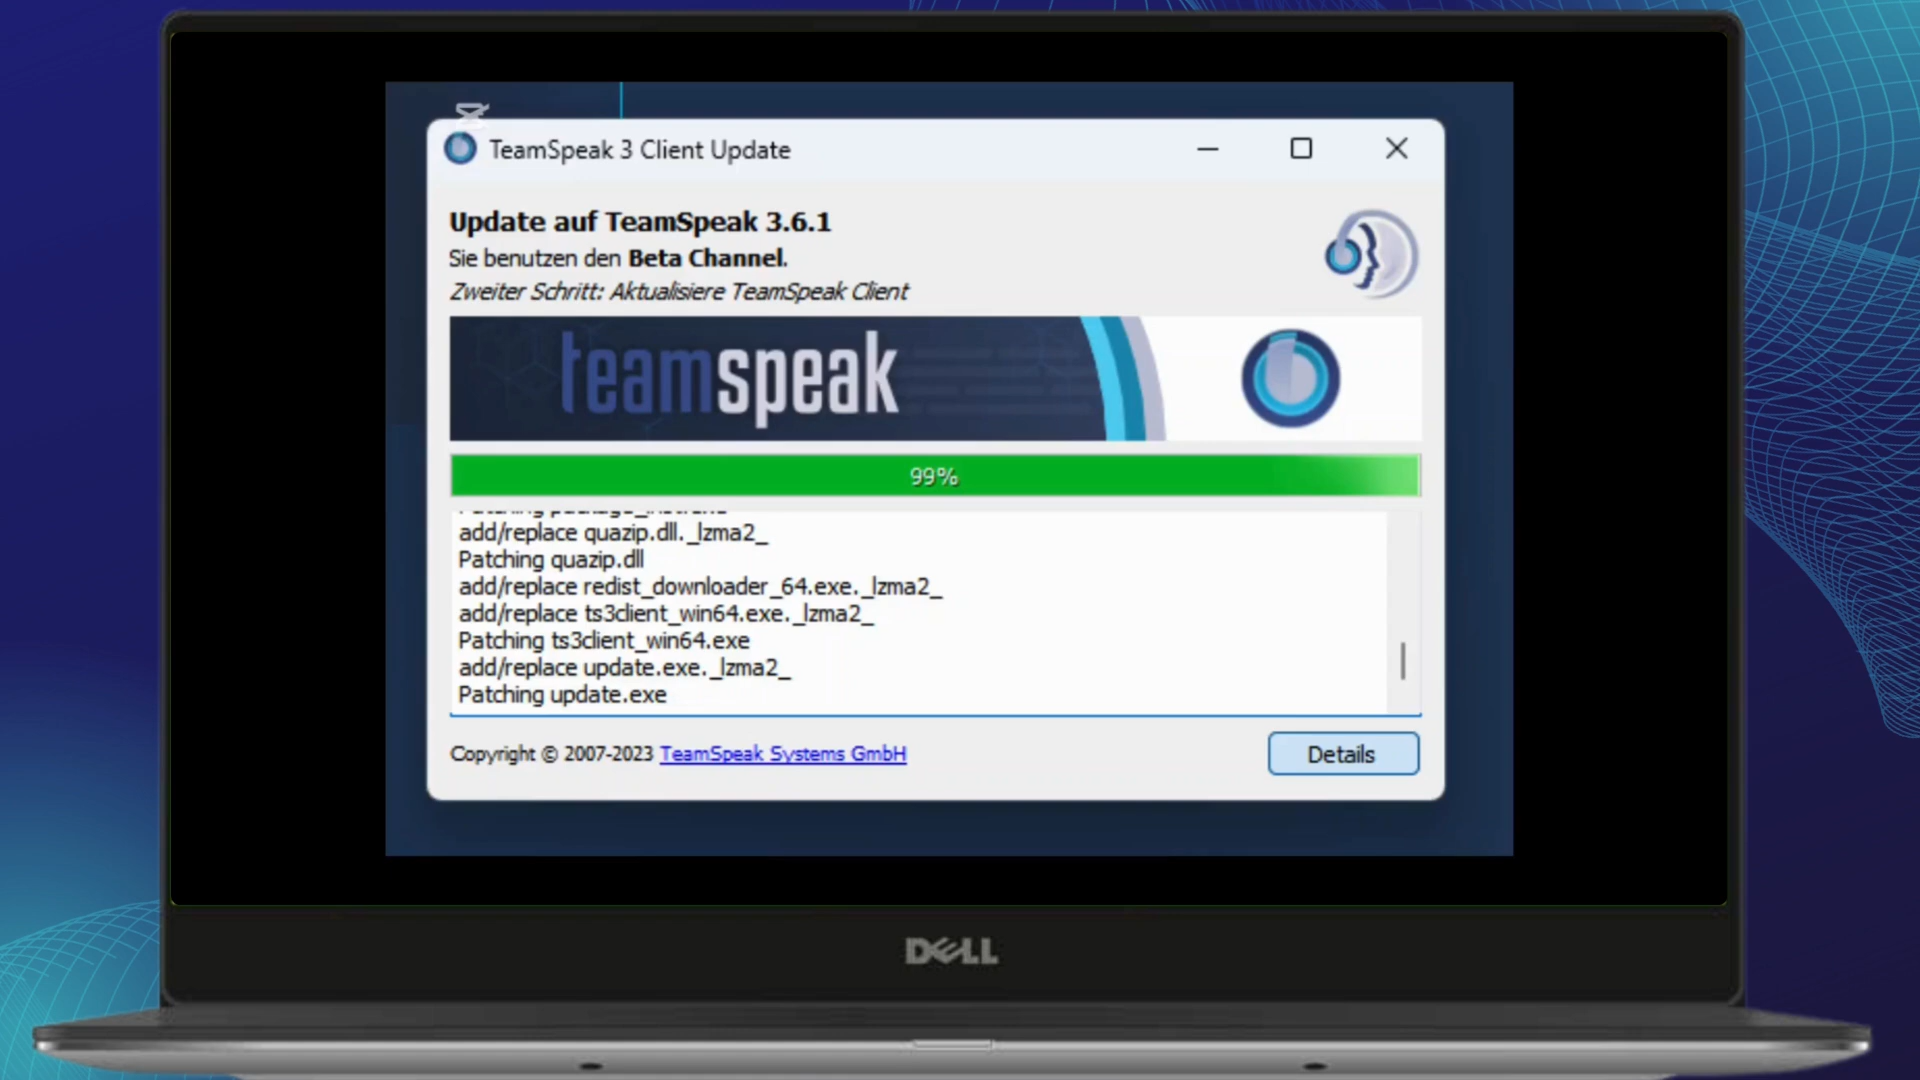 TeamSpeak 3 Client Update
Update auf TeamSpeak 3.6.1
Sie benutzen den Beta Channel.
Zweiter Schritt: Aktualisiere TeamSpeak Client
teamspeak
99%
add/replace quazip.dll._lzma2_
Patching quazip.dll
add/replace redist_downloader_64.exe._lzma2_
add/replace ts3client_win64.exe._lzma2_
Patching ts3client_win64.exe
add/replace update.exe._lzma2_
Patching update.exe
Copyright © 2007-2023 TeamSpeak Systems GmbH
Details
DELL